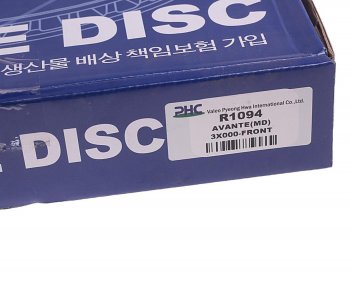 E DISC
생산물 배상 책임보험 가입
E DISC
PHC
Valeo Pyeong Hwa International Co.,Ltd.
R1094
AVANTE(MD)
3X000-FRONT